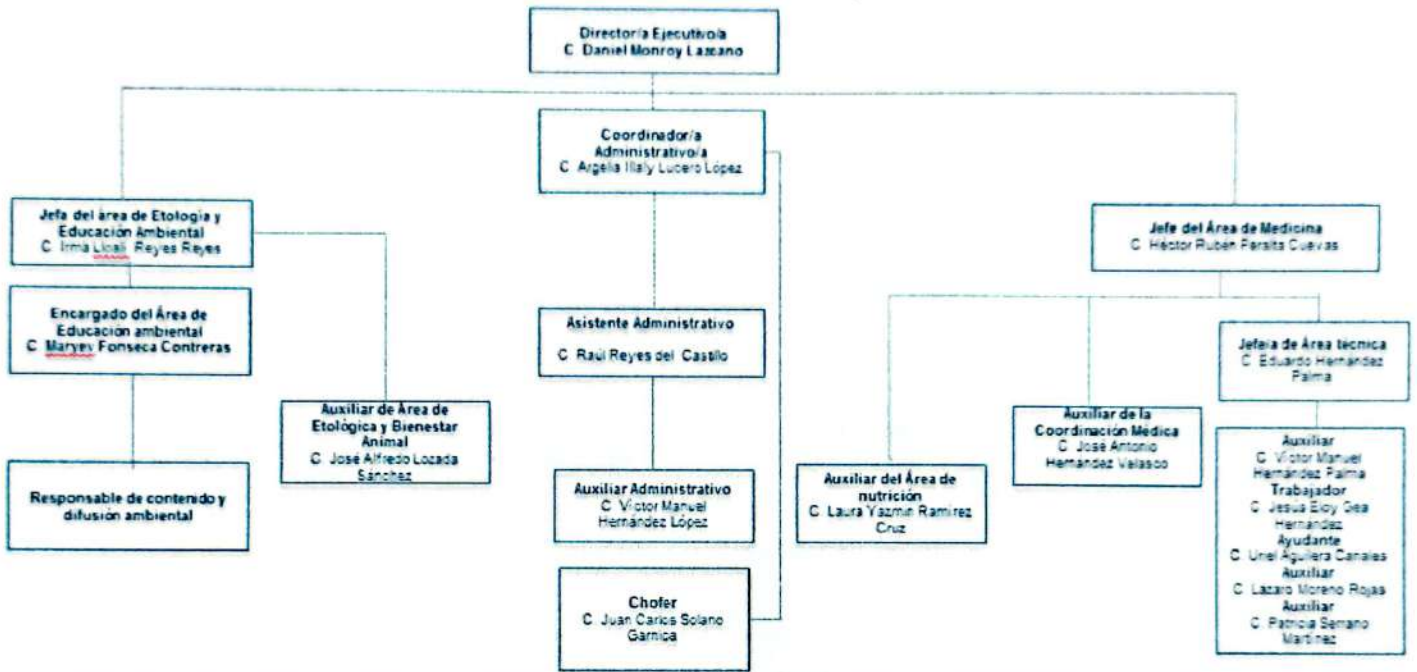 Director/a Ejecutivo/a
C. Daniel Monroy Lazcano
Coordinador/a
Administrativo/a
C. Argelia Illaly Lucero López
Jefa del área de Etología y
Educación Ambiental
C. Irma Reyes Reyes
Jefe del Área de Medicina
C. Héctor Rubén Peralta Cuevas
Encargado del Área de
Educación ambiental
C. Maryev Fonseca Contreras
Asistente Administrativo
C. Raúl Reyes del Castillo
Jefe/a de Área técnica
C. Eduardo Hernández
Palma
Auxiliar de Área de
Etológica y Bienestar
Animal
C. José Alfredo Lozada
Sánchez
Auxiliar de la
Coordinación Médica
C. José Antonio
Hernández Velasco
Responsable de contenido y
difusión ambiental
Auxiliar Administrativo
C. Víctor Manuel
Hernández López
Auxiliar del Área de
nutrición
C. Laura Yazmin Ramírez
Cruz
Auxiliar
C. Víctor Manuel
Hernández Palma
Trabajador
C. Jesús Eloy
Hernández
Ayudante
C. Uriel Aguilera Canales
Auxiliar
C. Lázaro Moreno Rojas
Auxiliar
C. Patricia Serrano
Martínez
Chofer
C. Juan Carlos Solano
Garnica